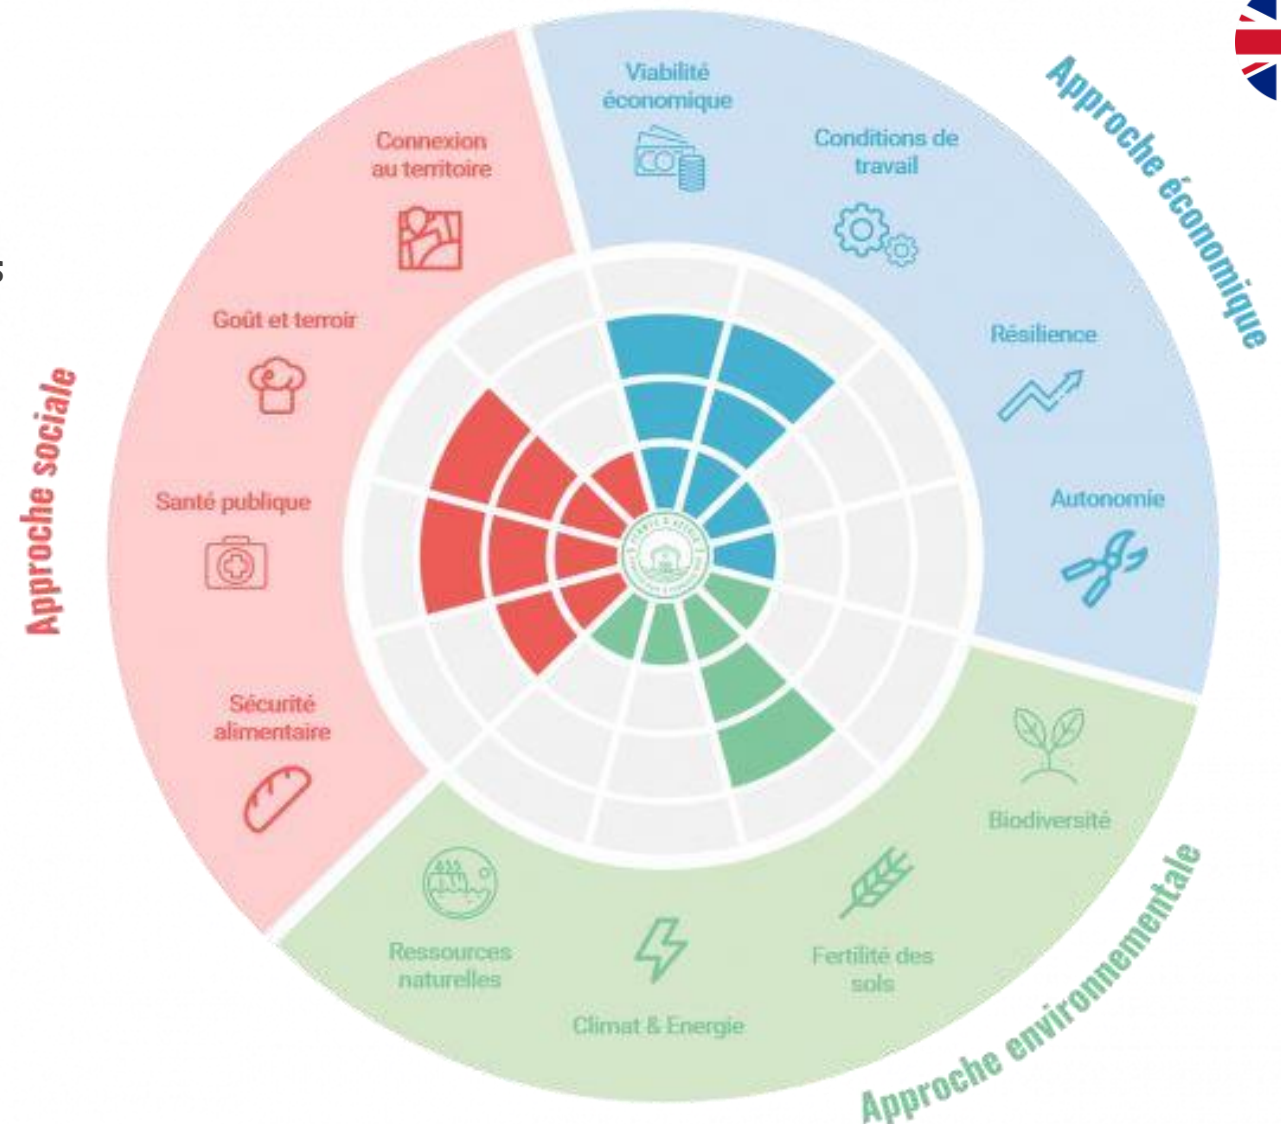 Approche économique
Viabilité
économique
Conditions de
travail
Résilience
Autonomie
Approche sociale
Connexion
au territoire
Goût et terroir
Santé publique
Sécurité
alimentaire
Approche environnementale
Biodiversité
Fertilité des
sols
Climat & Energie
Ressources
naturelles